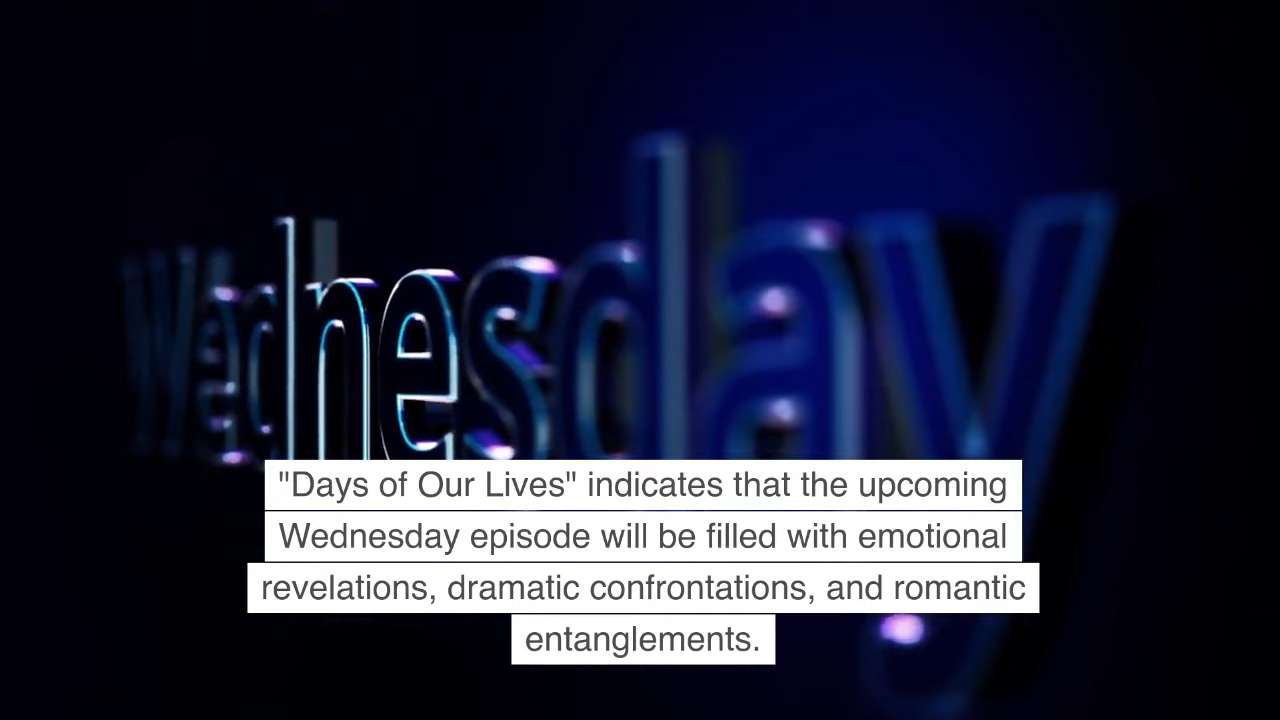 Wednesday
"Days of Our Lives" indicates that the upcoming
Wednesday episode will be filled with emotional
revelations, dramatic confrontations, and romantic
entanglements.